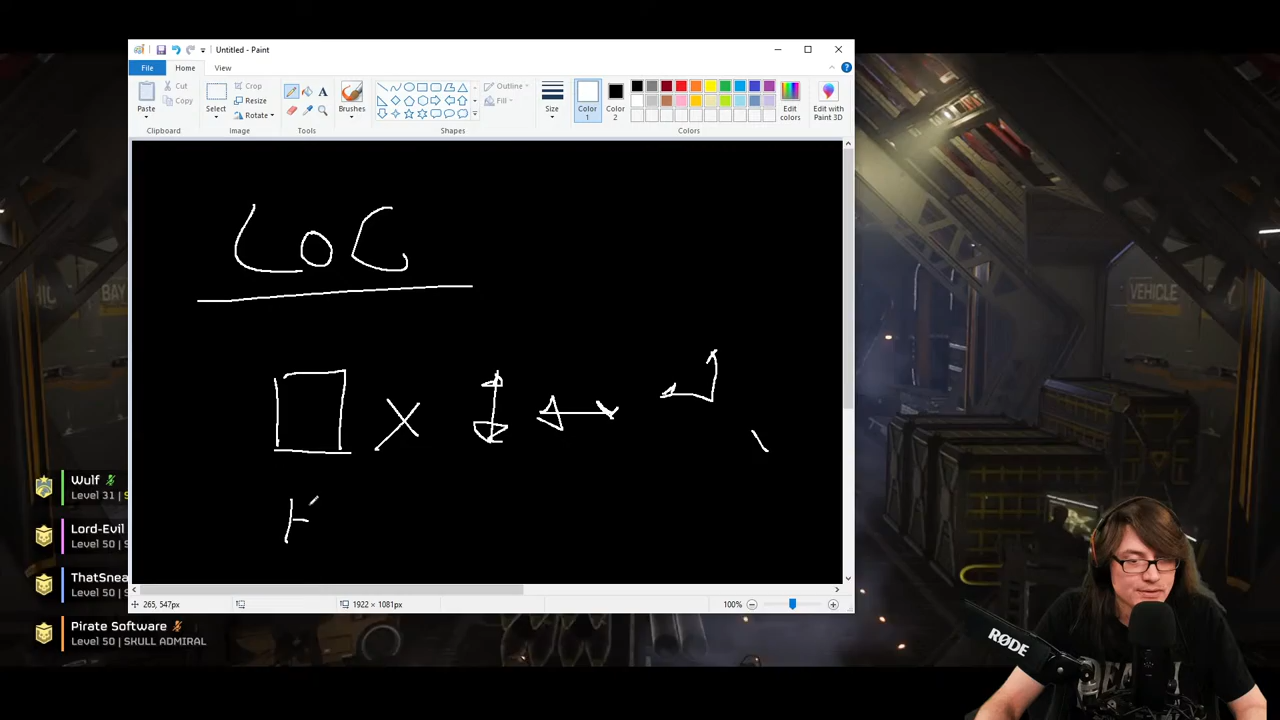 Untitled - Paint
File Home View
Cut
Copy
Paste
Clipboard
Crop
Resize
Rotate
Select
Image
Tools
Brushes
Outline
Fill
Shapes
Size
Color 1
Color 2
Edit colors
Edit with Paint 3D
Colors
LOC
X
H
265, 547px
1922 × 1081px
100%
Wulf
Level 31 |
Lord-Evil
Level 50 |
ThatSnea
Level 50 |
Pirate Software
Level 50 | SKULL ADMIRAL
BAY
VEHICLE
RØDE